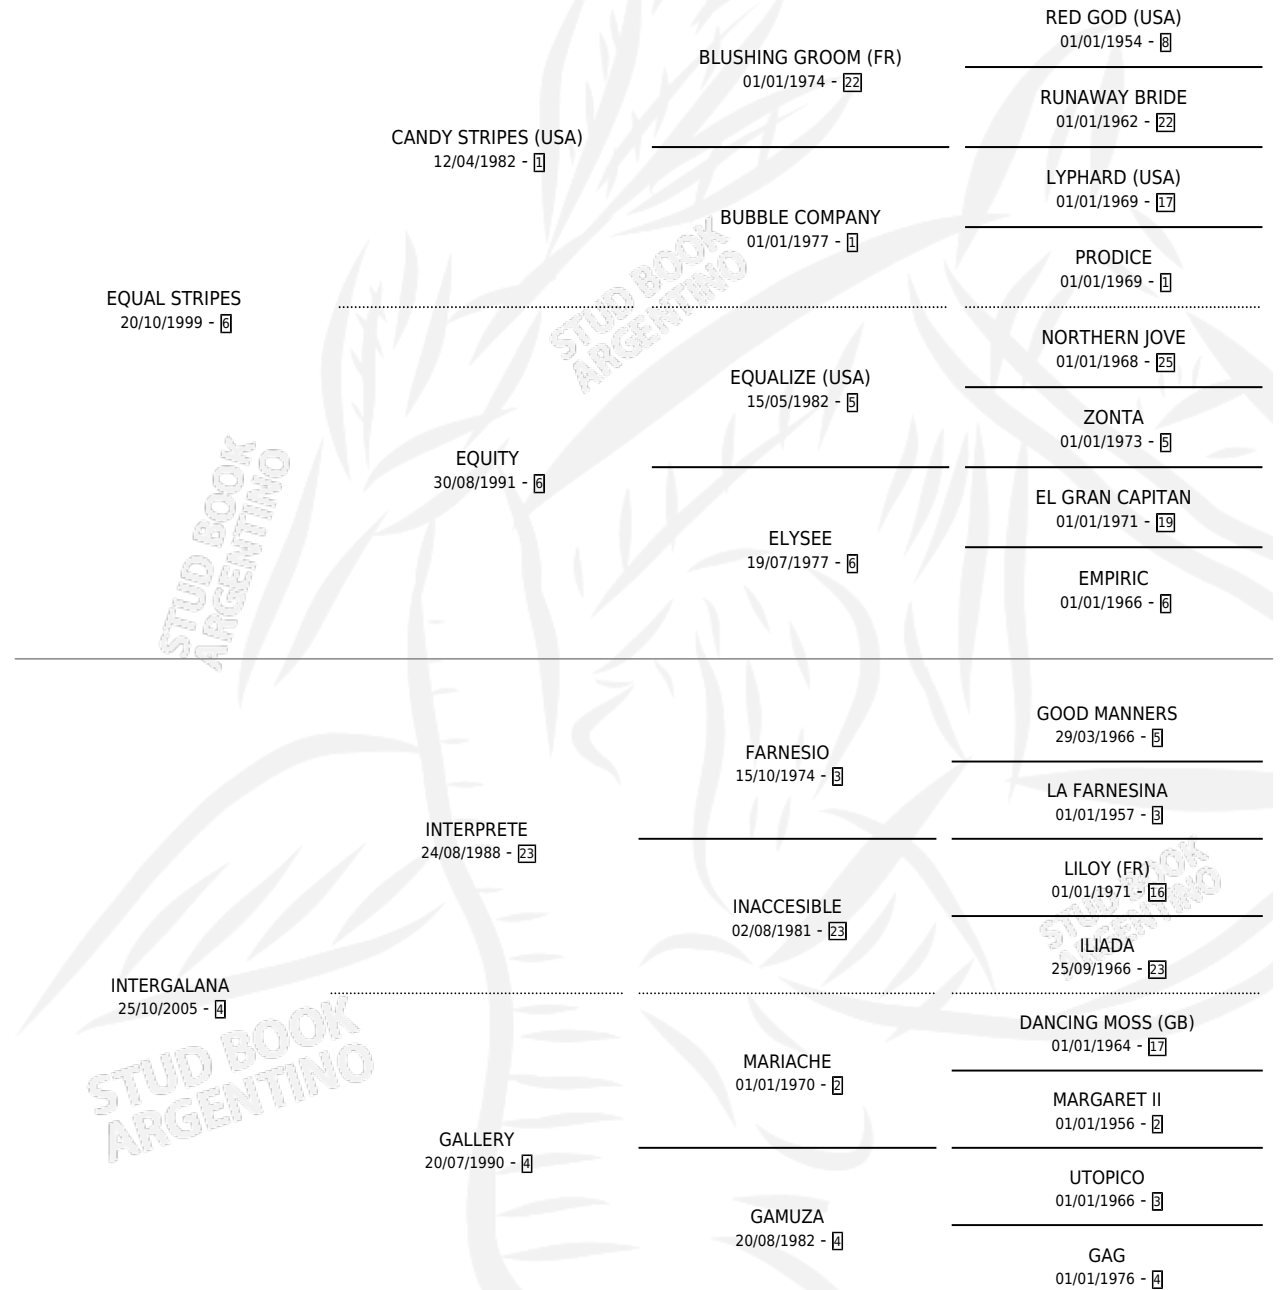 RED GOD (USA)
01/01/1954 - 8
BLUSHING GROOM (FR)
01/01/1974 - 22
RUNAWAY BRIDE
01/01/1962 - 22
CANDY STRIPES (USA)
12/04/1982 - 1
LYPHARD (USA)
01/01/1969 - 17
BUBBLE COMPANY
01/01/1977 - 1
PRODICE
01/01/1969 - 1
EQUAL STRIPES
20/10/1999 - 6
NORTHERN JOVE
01/01/1968 - 25
EQUALIZE (USA)
15/05/1982 - 5
ZONTA
01/01/1973 - 5
EQUITY
30/08/1991 - 6
EL GRAN CAPITAN
01/01/1971 - 19
ELYSEE
19/07/1977 - 6
EMPIRIC
01/01/1966 - 6
STUD BOOK
ARGENTINO
STUD BOOK
ARGENTINO
GOOD MANNERS
29/03/1966 - 5
FARNESIO
15/10/1974 - 3
LA FARNESINA
01/01/1957 - 3
INTERPRETE
24/08/1988 - 23
LILOY (FR)
01/01/1971 - 16
INACCESIBLE
02/08/1981 - 23
ILIADA
25/09/1966 - 23
INTERGALANA
25/10/2005 - 4
DANCING MOSS (GB)
01/01/1964 - 17
MARIACHE
01/01/1970 - 2
MARGARET II
01/01/1956 - 2
GALLERY
20/07/1990 - 4
UTOPICO
01/01/1966 - 3
GAMUZA
20/08/1982 - 4
GAG
01/01/1976 - 4
STUD BOOK
ARGENTINO
STUD BOOK
ARGENTINO